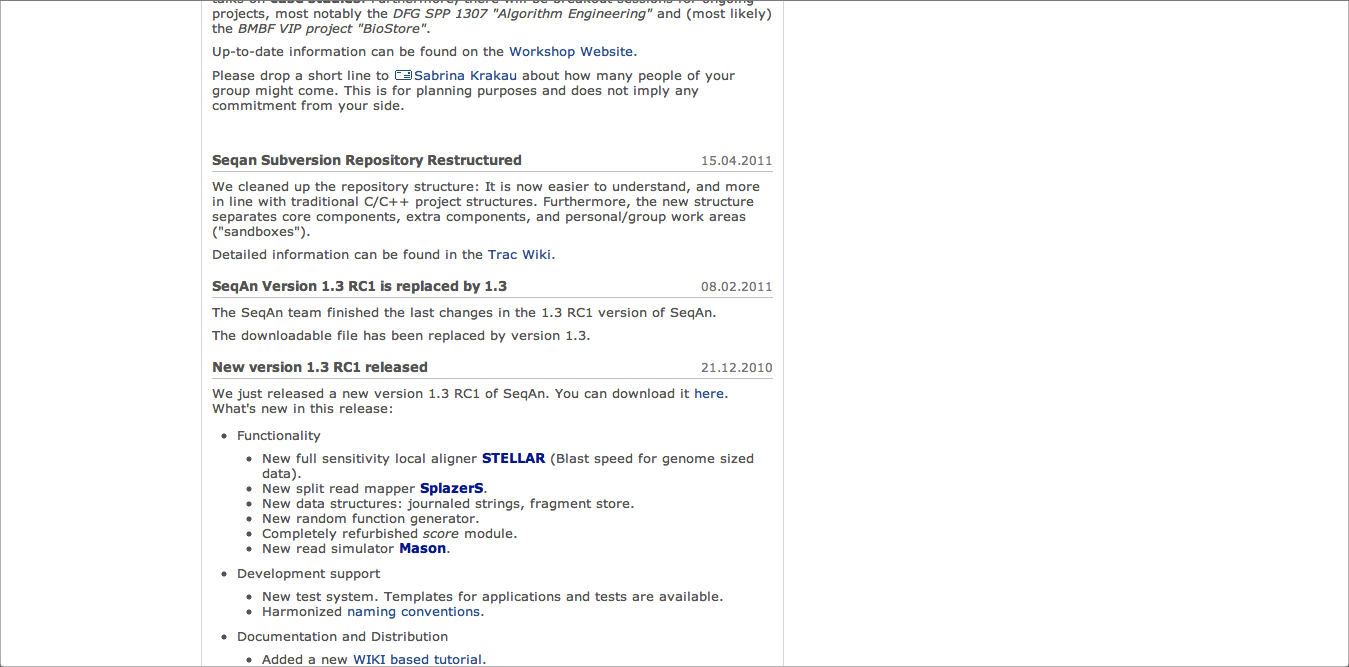 projects, most notably the DFG SPP 1307 "Algorithm Engineering" and (most likely)
the BMBF VIP project "BioStore".
Up-to-date information can be found on the Workshop Website.
Please drop a short line to Sabrina Krakau about how many people of your
group might come. This is for planning purposes and does not imply any
commitment from your side.
Seqan Subversion Repository Restructured 15.04.2011
We cleaned up the repository structure: It is now easier to understand, and more
in line with traditional C/C++ project structures. Furthermore, the new structure
separates core components, extra components, and personal/group work areas
("sandboxes").
Detailed information can be found in the Trac Wiki.
SeqAn Version 1.3 RC1 is replaced by 1.3 08.02.2011
The SeqAn team finished the last changes in the 1.3 RC1 version of SeqAn.
The downloadable file has been replaced by version 1.3.
New version 1.3 RC1 released 21.12.2010
We just released a new version 1.3 RC1 of SeqAn. You can download it here.
What's new in this release:
• Functionality
• New full sensitivity local aligner STELLAR (Blast speed for genome sized
data).
• New split read mapper SplazerS.
• New data structures: journaled strings, fragment store.
• New random function generator.
• Completely refurbished score module.
• New read simulator Mason.
• Development support
• New test system. Templates for applications and tests are available.
• Harmonized naming conventions.
• Documentation and Distribution
• Added a new WIKI based tutorial.